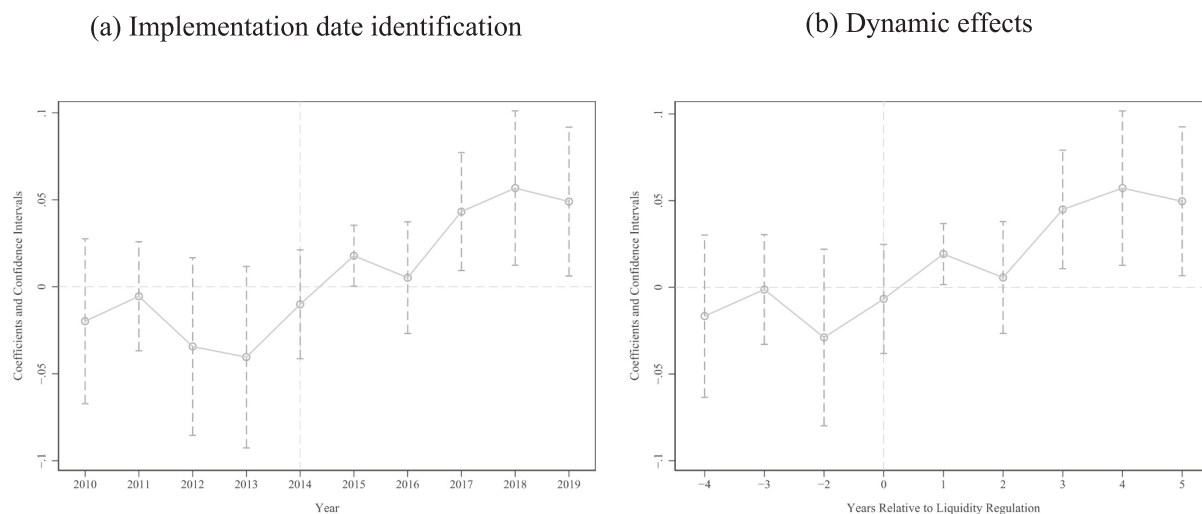 (a) Implementation date identification
Coefficients and Confidence Intervals
.1
.05
0
-.05
-.1
2010 2011 2012 2013 2014 2015 2016 2017 2018 2019
Year
(b) Dynamic effects
Coefficients and Confidence Intervals
.1
.05
0
-.05
-.1
-4 -3 -2 0 1 2 3 4 5
Years Relative to Liquidity Regulation